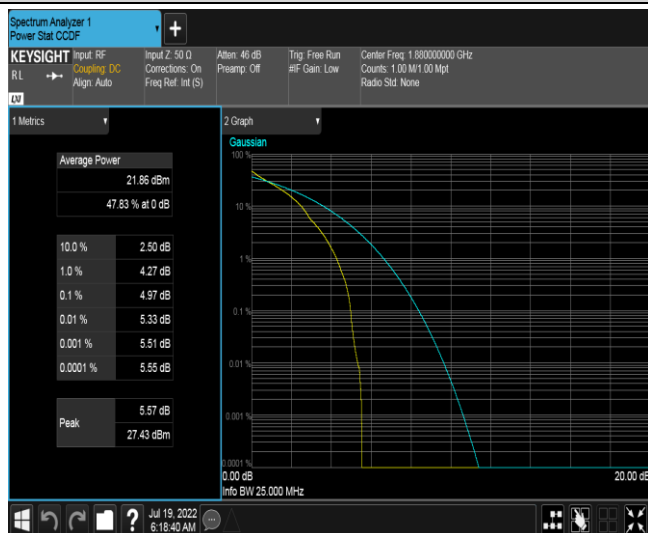 Spectrum Analyzer 1
Power Stat CCDF
KEYSIGHT
RL
LXI
Input: RF
Coupling: DC
Align: Auto
Input Z: 50 Ω
Corrections: On
Freq Ref: Int (S)
Atten: 46 dB
Preamp: Off
Trig: Free Run
#IF Gain: Low
Center Freq: 1.880000000 GHz
Counts: 1.00 M/1.00 Mpt
Radio Std: None
1 Metrics
Average Power
21.86 dBm
47.83 % at 0 dB
10.0 % 2.50 dB
1.0 % 4.27 dB
0.1 % 4.97 dB
0.01 % 5.33 dB
0.001 % 5.51 dB
0.0001 % 5.55 dB
Peak
5.57 dB
27.43 dBm
2 Graph
Gaussian
100 %
10 %
1 %
0.1 %
0.01 %
0.001 %
0.0001 %
0.00 dB
20.00 dB
Info BW 25.000 MHz
?
Jul 19, 2022
6:18:40 AM